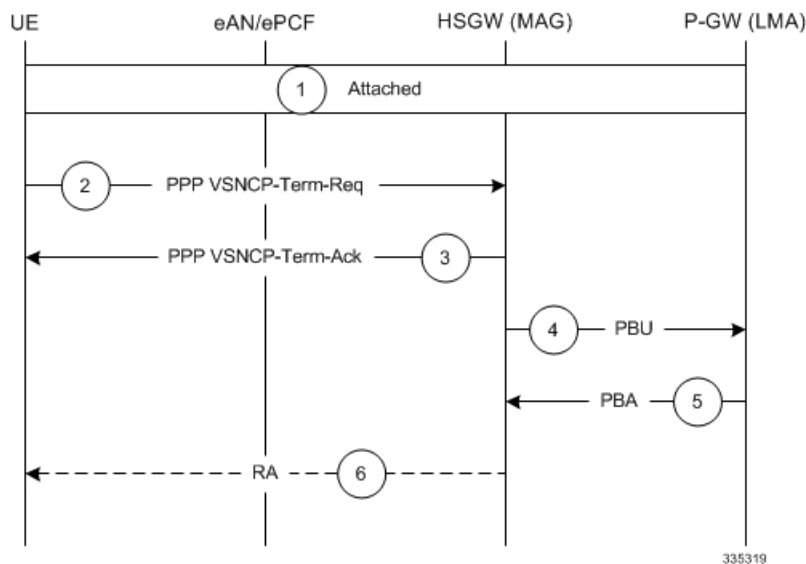 UE eAN/ePCF HSGW (MAG) P-GW (LMA)
1 Attached
2 PPP VSNCP-Term-Req
PPP VSNCP-Term-Ack 3
4 PBU
PBA 5
RA 6
335319